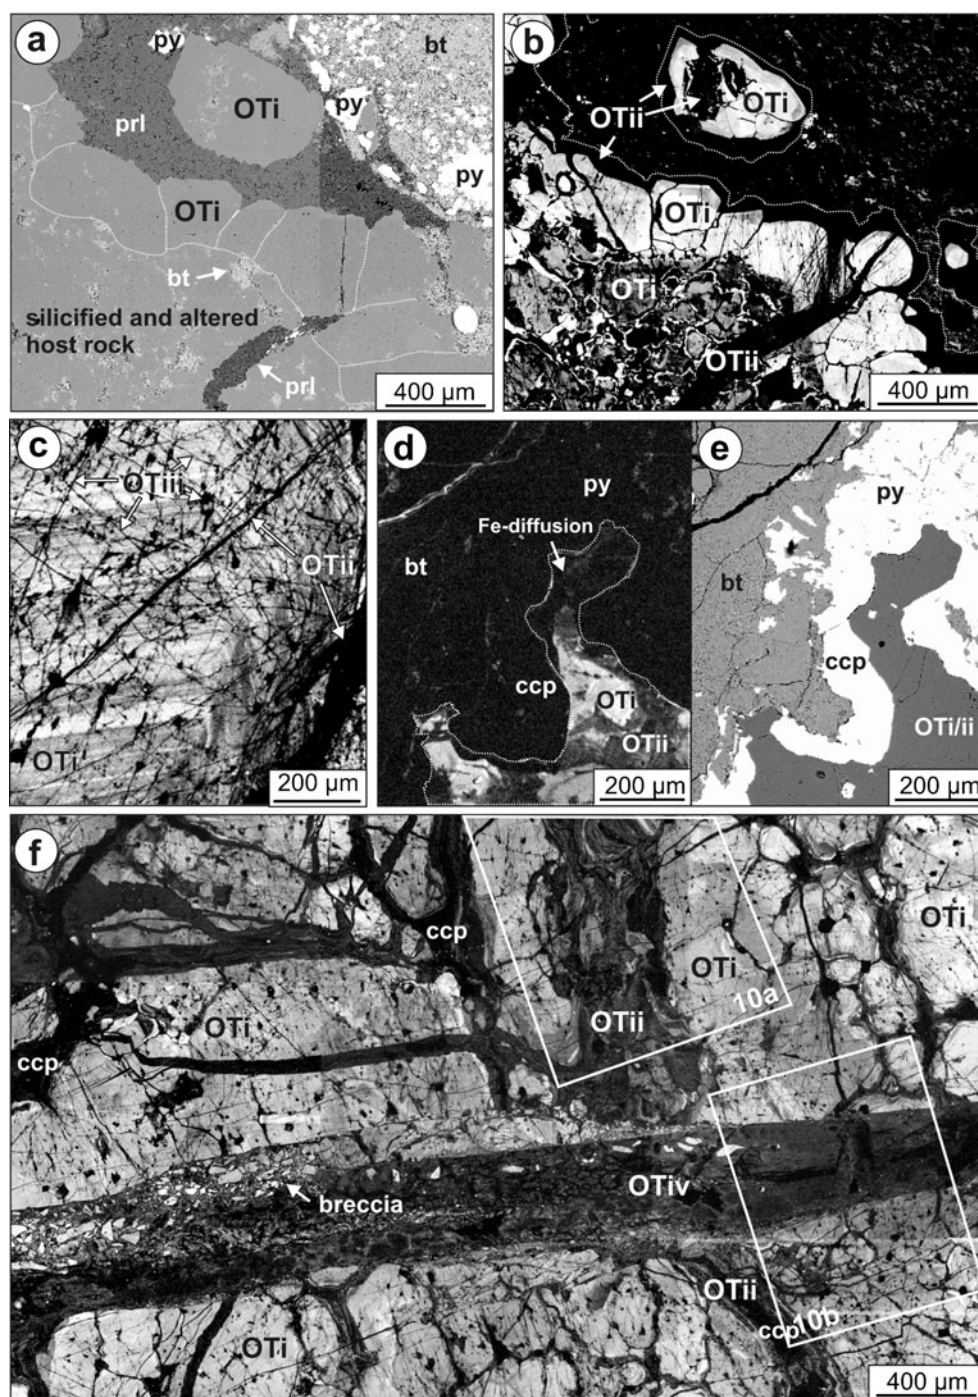 a
py
bt
OTi
py
prl
py
OTi
bt
silicified and altered
host rock
prl
400 µm
b
OTii
OTi
OTi
OTi
OTii
400 µm
c
OTiii
OTii
OTi
200 µm
d
py
Fe-diffusion
bt
ccp
OTi
OTii
200 µm
e
py
bt
ccp
OTi/ii
200 µm
f
ccp
OTi
OTi
10a
OTi
OTii
ccp
OTiv
breccia
OTii
OTi
ccp
10b
400 µm